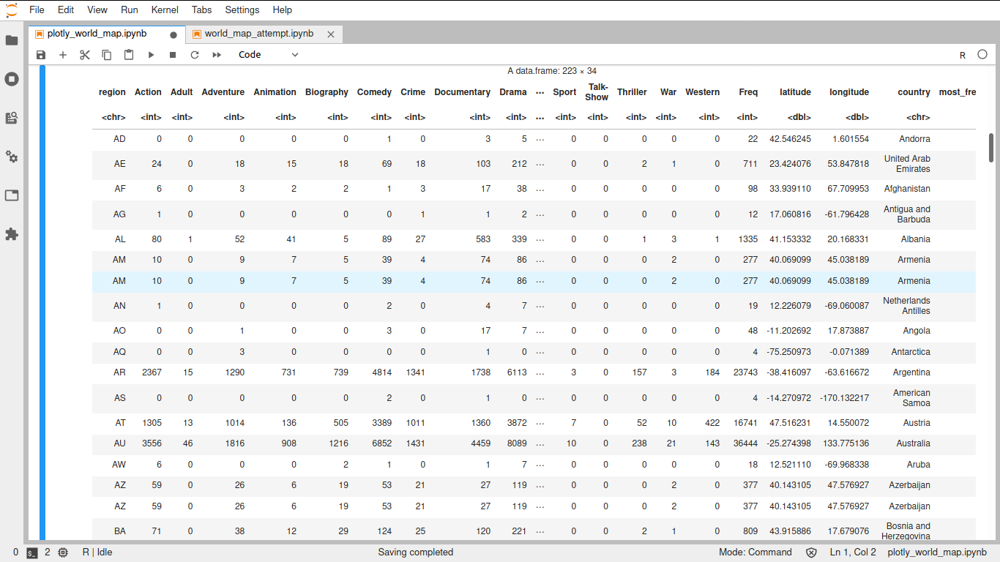 File Edit View Run Kernel Tabs Settings Help
plotly_world_map.ipynb world_map_attempt.ipynb
Code R
A data.frame: 223 × 34
region Action Adult Adventure Animation Biography Comedy Crime Documentary Drama ... Sport Talk-Show Thriller War Western Freq latitude longitude country most_fre
<chr> <int> <int> <int> <int> <int> <int> <int> <int> <int> ... <int> <int> <int> <int> <int> <int> <dbl> <dbl> <chr>
AD 0 0 0 0 0 1 0 3 5 ... 0 0 0 0 0 22 42.546245 1.601554 Andorra
AE 24 0 18 15 18 69 18 103 212 ... 0 0 2 1 0 711 23.424076 53.847818 United Arab Emirates
AF 6 0 3 2 2 1 3 17 38 ... 0 0 0 0 0 98 33.939110 67.709953 Afghanistan
AG 1 0 0 0 0 0 1 1 2 ... 0 0 0 0 0 12 17.060816 -61.796428 Antigua and Barbuda
AL 80 1 52 41 5 89 27 583 339 ... 0 0 1 3 1 1335 41.153332 20.168331 Albania
AM 10 0 9 7 5 39 4 74 86 ... 0 0 0 2 0 277 40.069099 45.038189 Armenia
AM 10 0 9 7 5 39 4 74 86 ... 0 0 0 2 0 277 40.069099 45.038189 Armenia
AN 1 0 0 0 0 2 0 4 7 ... 0 0 0 0 0 19 12.226079 -69.060087 Netherlands Antilles
AO 0 0 1 0 0 3 0 17 7 ... 0 0 0 0 0 48 -11.202692 17.873887 Angola
AQ 0 0 3 0 0 0 0 1 0 ... 0 0 0 0 0 4 -75.250973 -0.071389 Antarctica
AR 2367 15 1290 731 739 4814 1341 1738 6113 ... 3 0 157 3 184 23743 -38.416097 -63.616672 Argentina
AS 0 0 0 0 0 2 0 1 0 ... 0 0 0 0 0 4 -14.270972 -170.132217 American Samoa
AT 1305 13 1014 136 505 3389 1011 1360 3872 ... 7 0 52 10 422 16741 47.516231 14.550072 Austria
AU 3556 46 1816 908 1216 6852 1431 4459 8089 ... 10 0 238 21 143 36444 -25.274398 133.775136 Australia
AW 6 0 0 0 2 1 0 1 7 ... 0 0 0 0 0 18 12.521110 -69.968338 Aruba
AZ 59 0 26 6 19 53 21 27 119 ... 0 0 0 2 0 377 40.143105 47.576927 Azerbaijan
AZ 59 0 26 6 19 53 21 27 119 ... 0 0 0 2 0 377 40.143105 47.576927 Azerbaijan
BA 71 0 38 12 29 124 25 120 221 ... 0 0 2 1 0 809 43.915886 17.679076 Bosnia and Herzegovina
0 2 R | Idle Saving completed Mode: Command Ln 1, Col 2 plotly_world_map.ipynb